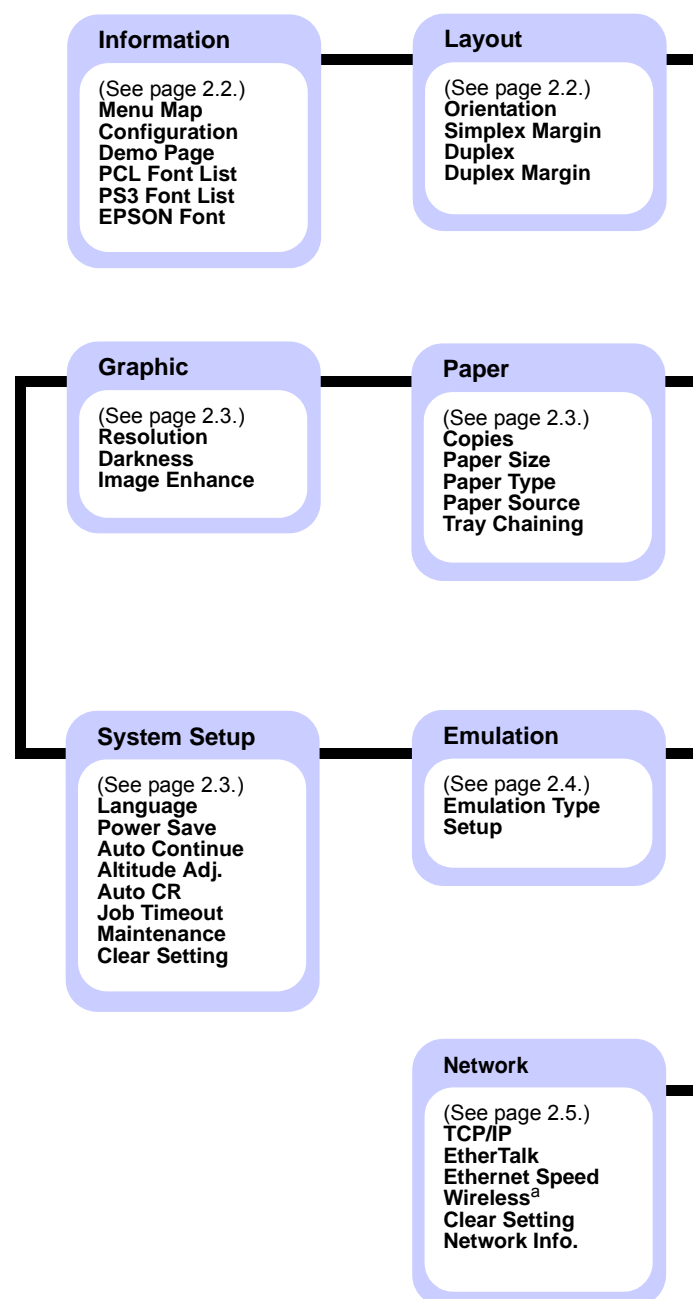 Information
(See page 2.2.)
Menu Map
Configuration
Demo Page
PCL Font List
PS3 Font List
EPSON Font
Layout
(See page 2.2.)
Orientation
Simplex Margin
Duplex
Duplex Margin
Graphic
(See page 2.3.)
Resolution
Darkness
Image Enhance
Paper
(See page 2.3.)
Copies
Paper Size
Paper Type
Paper Source
Tray Chaining
System Setup
(See page 2.3.)
Language
Power Save
Auto Continue
Altitude Adj.
Auto CR
Job Timeout
Maintenance
Clear Setting
Emulation
(See page 2.4.)
Emulation Type
Setup
Network
(See page 2.5.)
TCP/IP
EtherTalk
Ethernet Speed
Wirelessa
Clear Setting
Network Info.